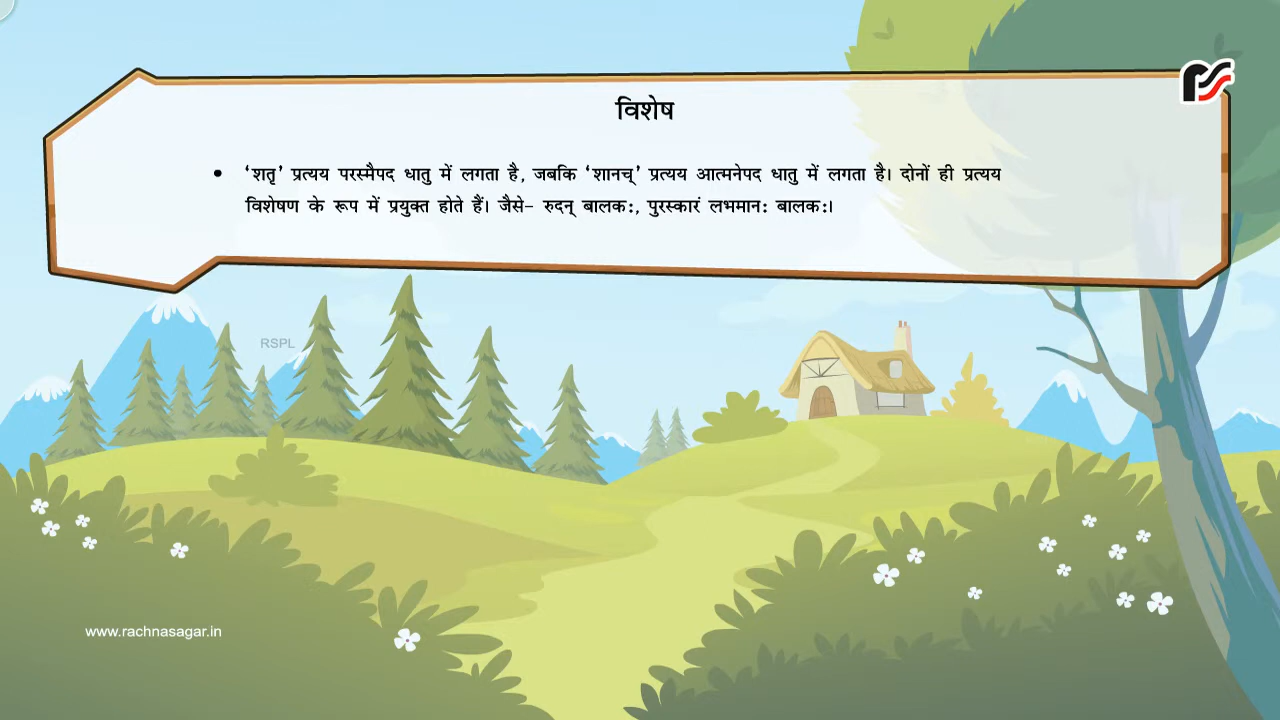 विशेष
• ‘शतृ’ प्रत्यय परस्मैपद धातु में लगता है, जबकि ‘शानच्’ प्रत्यय आत्मनेपद धातु में लगता है। दोनों ही प्रत्यय
विशेषण के रूप में प्रयुक्त होते हैं। जैसे- रुदन् बालक:, पुरस्कारं लभमान: बालक:।
RSPL
www.rachnasagar.in